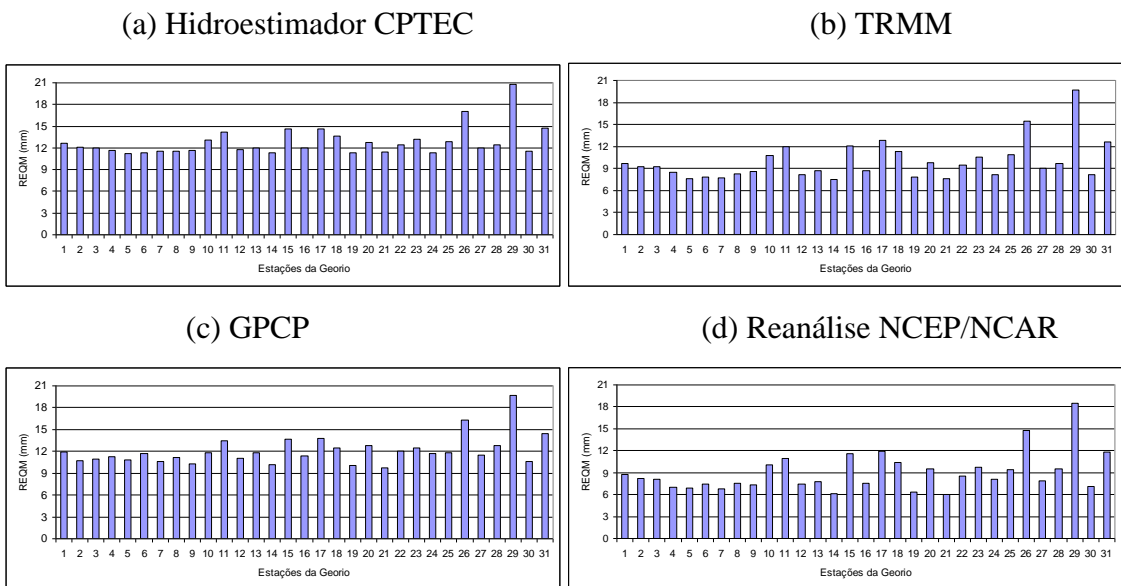 (a) Hidroestimador CPTEC
21
18
15
12
9
6
3
0
REQM (mm)
1 2 3 4 5 6 7 8 9 10 11 12 13 14 15 16 17 18 19 20 21 22 23 24 25 26 27 28 29 30 31
Estações da Georio
(b) TRMM
21
18
15
12
9
6
3
0
REQM (mm)
1 2 3 4 5 6 7 8 9 10 11 12 13 14 15 16 17 18 19 20 21 22 23 24 25 26 27 28 29 30 31
Estações da Georio
(c) GPCP
21
18
15
12
9
6
3
0
REQM (mm)
1 2 3 4 5 6 7 8 9 10 11 12 13 14 15 16 17 18 19 20 21 22 23 24 25 26 27 28 29 30 31
Estações da Georio
(d) Reanálise NCEP/NCAR
21
18
15
12
9
6
3
0
REQM (mm)
1 2 3 4 5 6 7 8 9 10 11 12 13 14 15 16 17 18 19 20 21 22 23 24 25 26 27 28 29 30 31
Estações da Georio